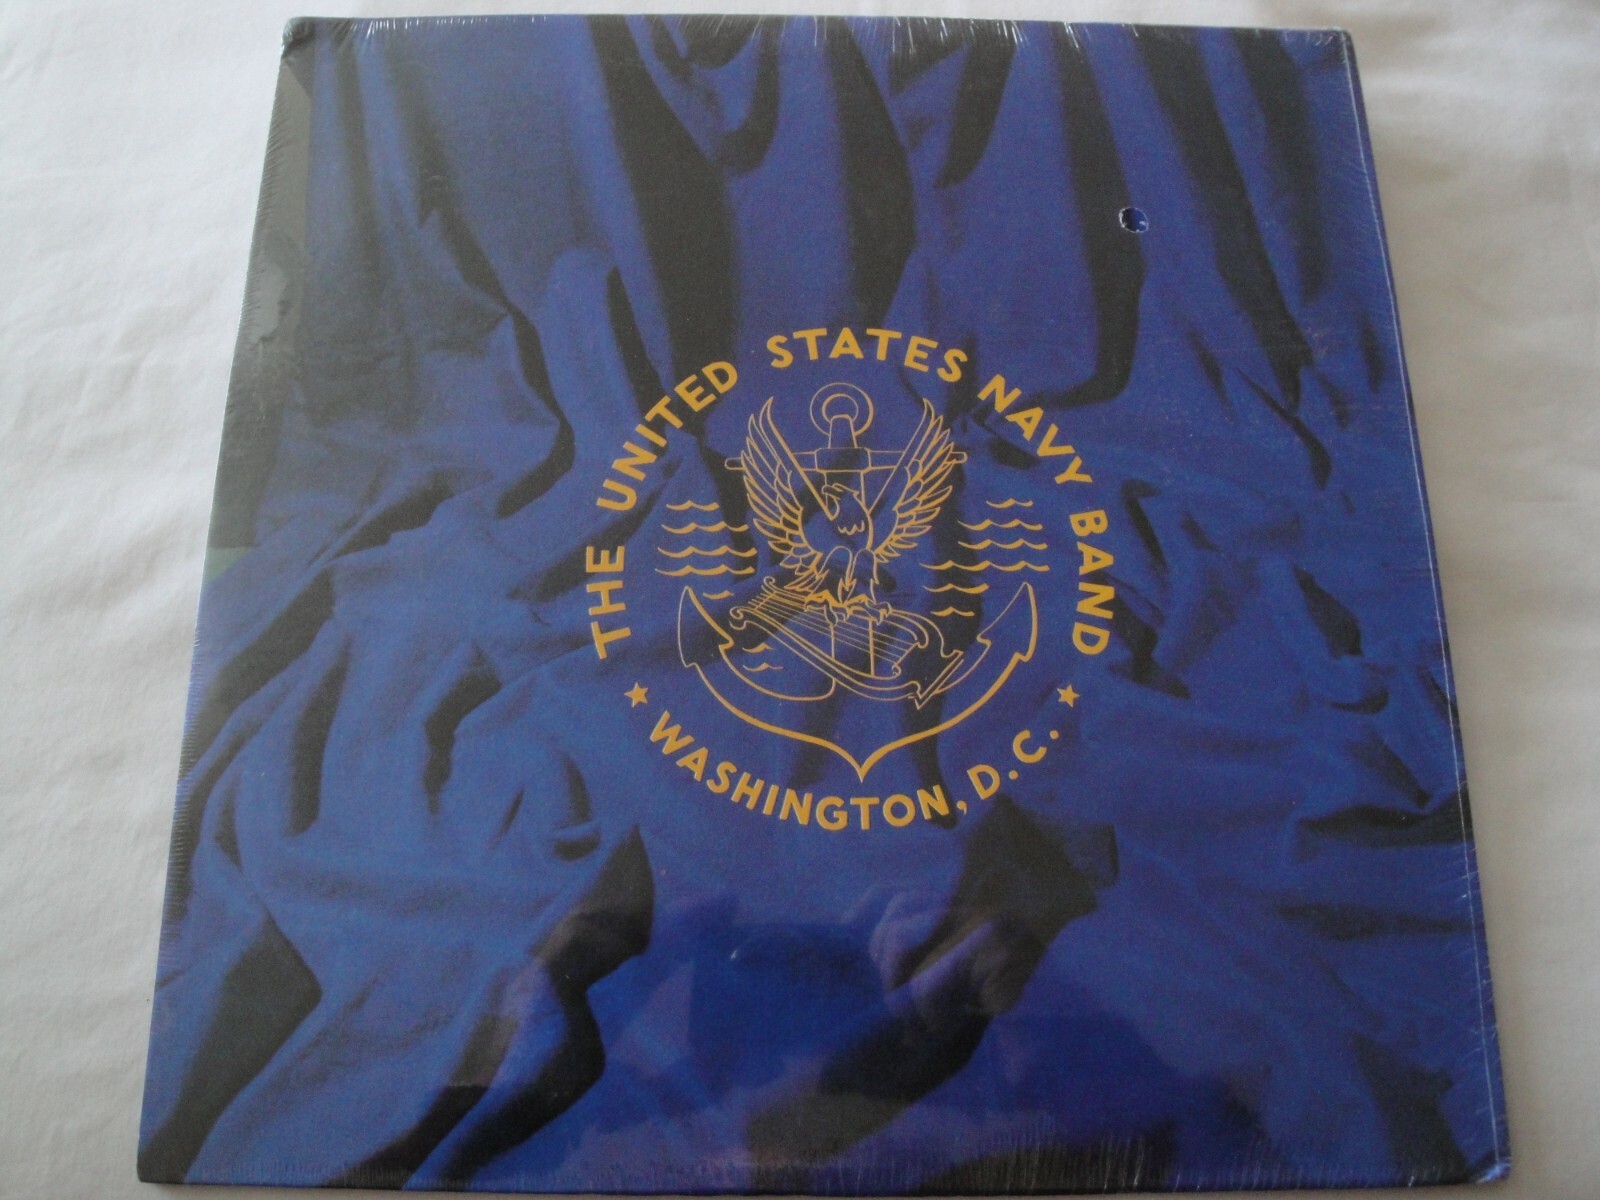 THE UNITED STATES NAVY BAND
★ WASHINGTON, D.C. ★